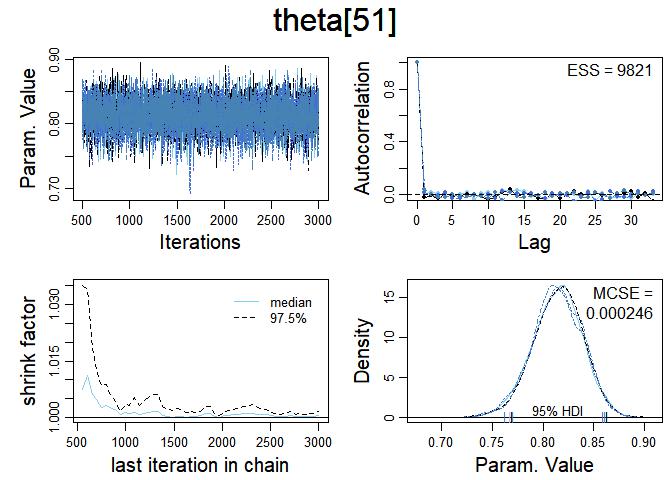 theta[51]
Param. Value
0.70 0.80 0.90
500 1000 1500 2000 2500 3000
Iterations
Autocorrelation
0.0 0.4 0.8
ESS = 9821
0 5 10 15 20 25 30
Lag
shrink factor
1.000 1.015 1.030
median
97.5%
500 1000 1500 2000 2500 3000
last iteration in chain
Density
0 5 10 15
MCSE =
0.000246
95% HDI
0.70 0.75 0.80 0.85 0.90
Param. Value